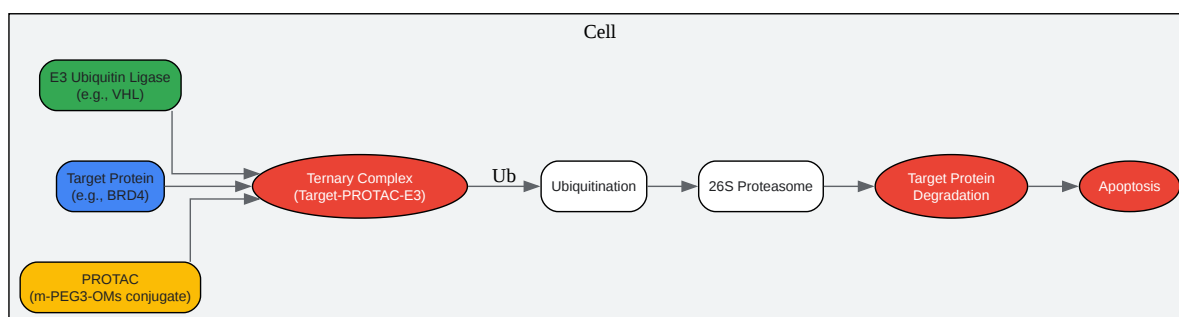 Cell
E3 Ubiquitin Ligase
(e.g., VHL)
Target Protein
(e.g., BRD4)
PROTAC
(m-PEG3-OMs conjugate)
Ternary Complex
(Target-PROTAC-E3)
Ub
Ubiquitination
26S Proteasome
Target Protein
Degradation
Apoptosis